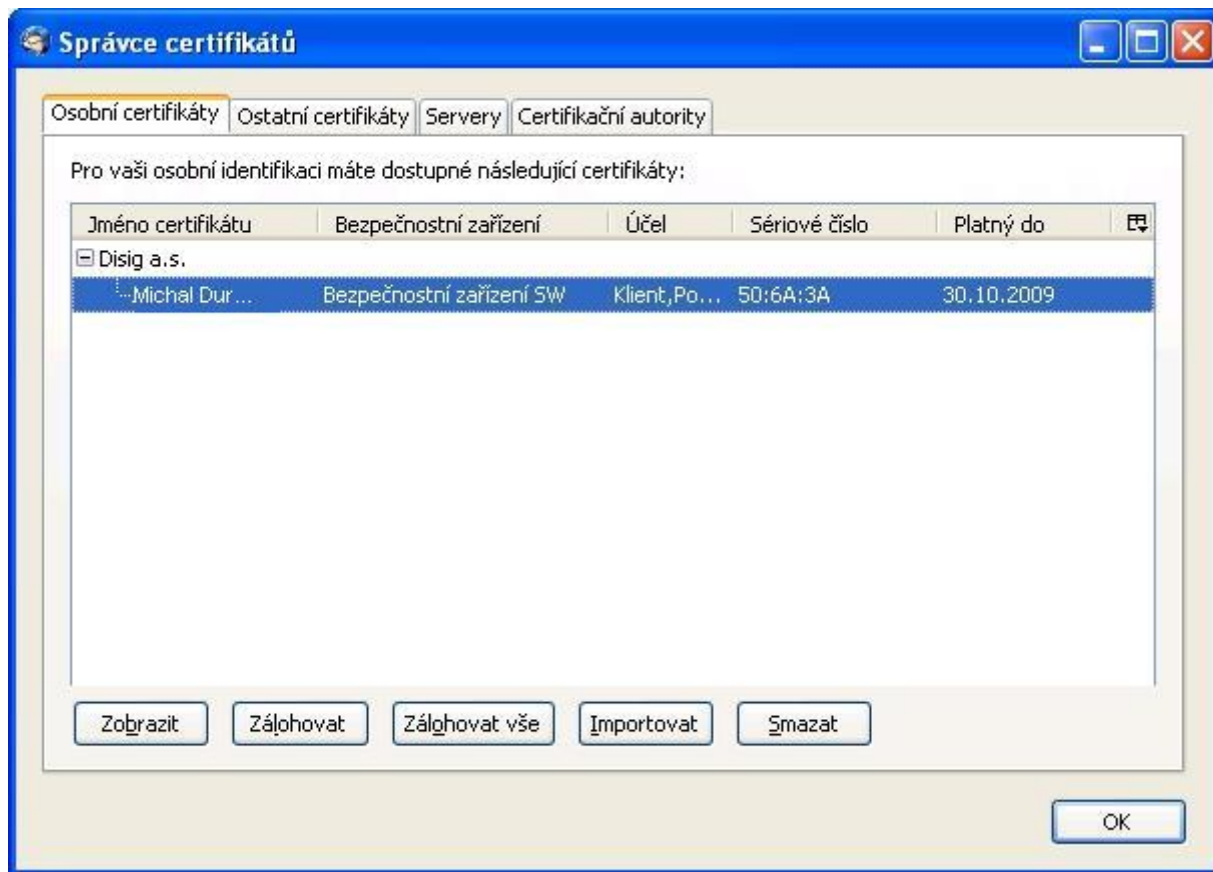 Správce certifikátů
Osobní certifikáty Ostatní certifikáty Servery Certifikační autority
Pro vaši osobní identifikaci máte dostupné následující certifikáty:
Jméno certifikátu Bezpečnostní zařízení Účel Sériové číslo Platný do
Disig a.s.
Michal Dur... Bezpečnostní zařízení SW Klient,Po... 50:6A:3A 30.10.2009
Zobrazit Zálohovat Zálohovat vše Importovat Smazat
OK